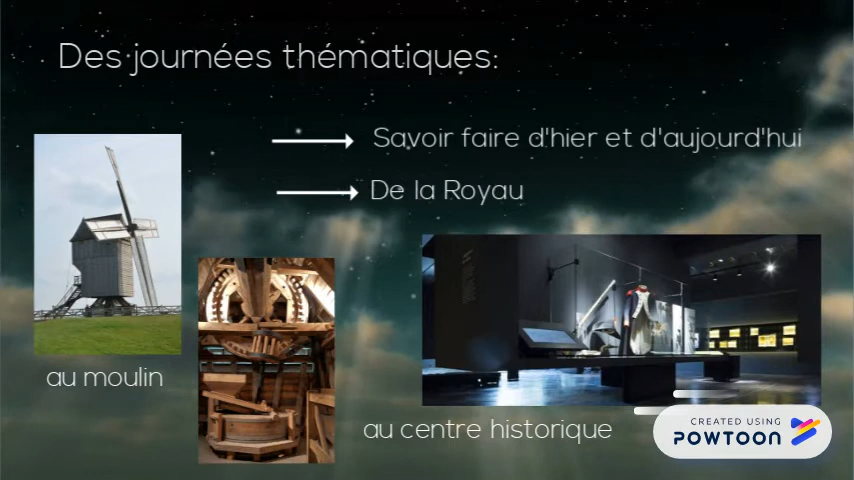 Des journées thématiques:
Savoir faire d'hier et d'aujourd'hui
De la Royau
au moulin
au centre historique
CREATED USING
POWTOON